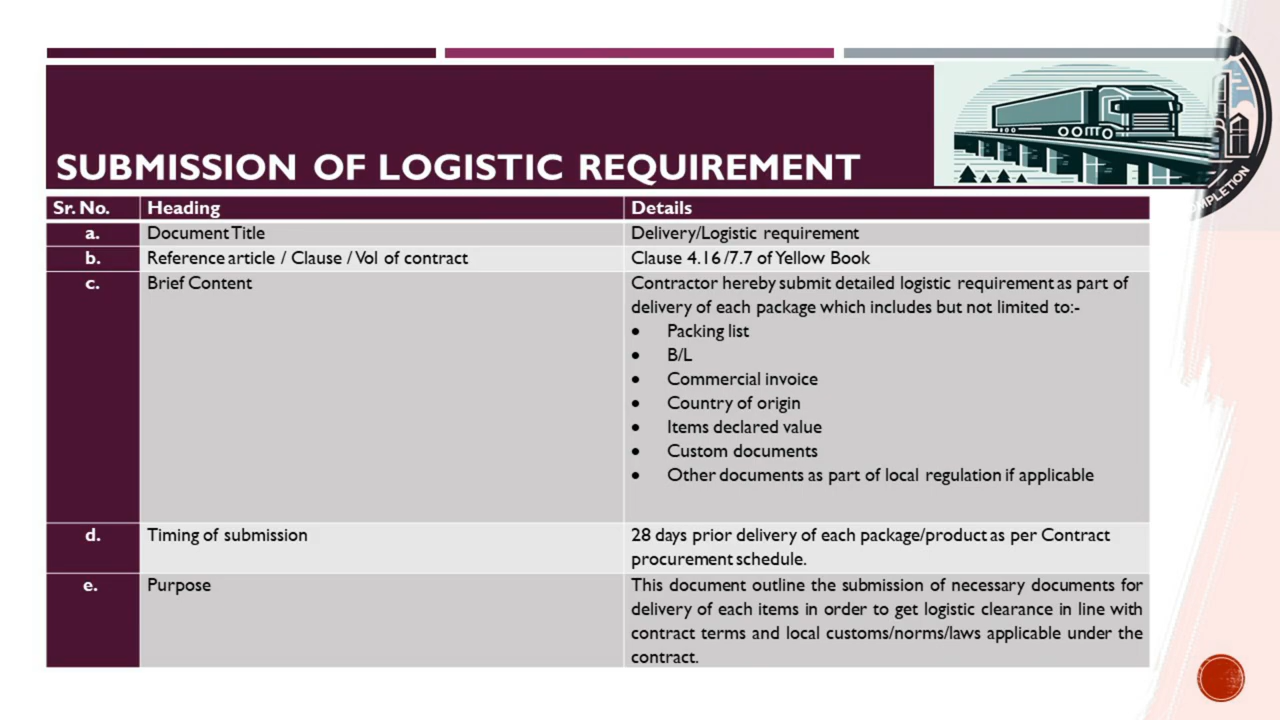 SUBMISSION OF LOGISTIC REQUIREMENT
Sr. No. Heading Details
a. Document Title Delivery/Logistic requirement
b. Reference article / Clause / Vol of contract Clause 4.16 /7.7 of Yellow Book
c. Brief Content Contractor hereby submit detailed logistic requirement as part of
delivery of each package which includes but not limited to:-
• Packing list
• B/L
• Commercial invoice
• Country of origin
• Items declared value
• Custom documents
• Other documents as part of local regulation if applicable
d. Timing of submission 28 days prior delivery of each package/product as per Contract
procurement schedule.
e. Purpose This document outline the submission of necessary documents for
delivery of each items in order to get logistic clearance in line with
contract terms and local customs/norms/laws applicable under the
contract.